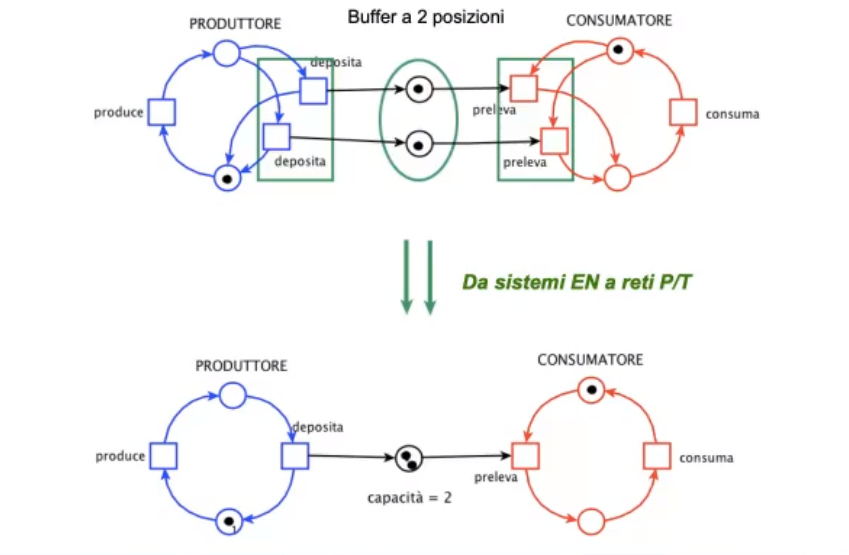 Buffer a 2 posizioni
PRODUTTORE
CONSUMATORE
deposita
produce
preleva
consuma
deposita
preleva
Da sistemi EN a reti P/T
PRODUTTORE
CONSUMATORE
deposita
produce
preleva
consuma
capacità = 2
1